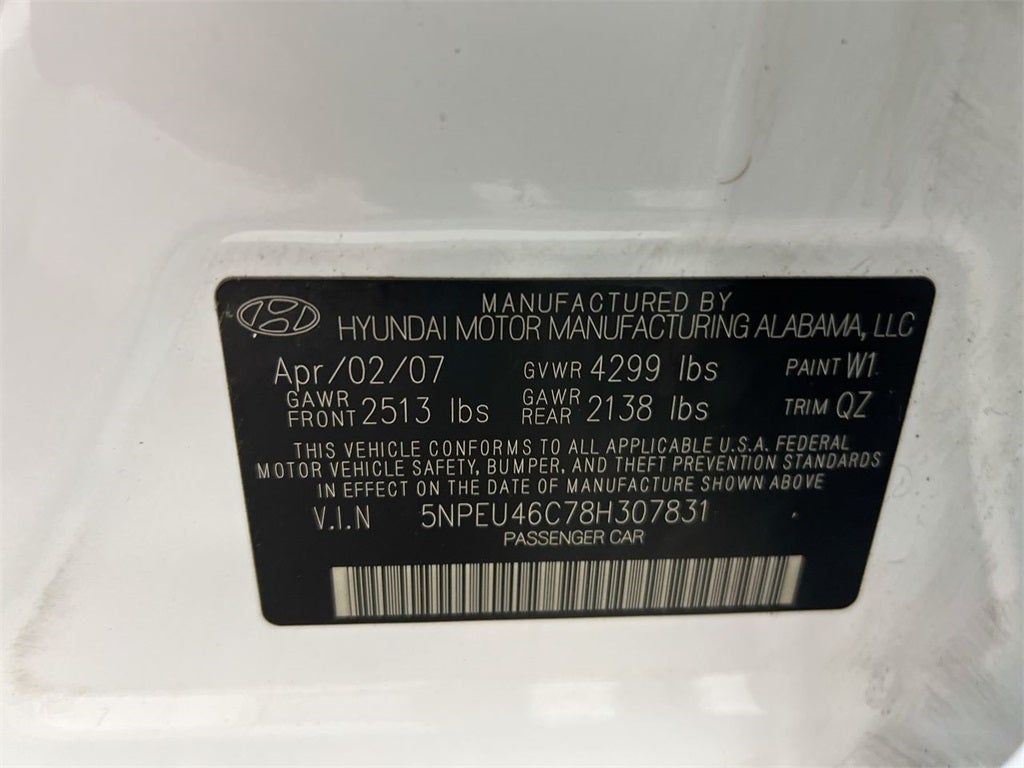 MANUFACTURED BY
HYUNDAI MOTOR MANUFACTURING ALABAMA, LLC
Apr/02/07 GVWR 4299 lbs PAINT W1
GAWR FRONT 2513 lbs GAWR REAR 2138 lbs TRIM QZ
THIS VEHICLE CONFORMS TO ALL APPLICABLE U.S.A. FEDERAL
MOTOR VEHICLE SAFETY, BUMPER, AND THEFT PREVENTION STANDARDS
IN EFFECT ON THE DATE OF MANUFACTURE SHOWN ABOVE
V.I.N 5NPEU46C78H307831
PASSENGER CAR